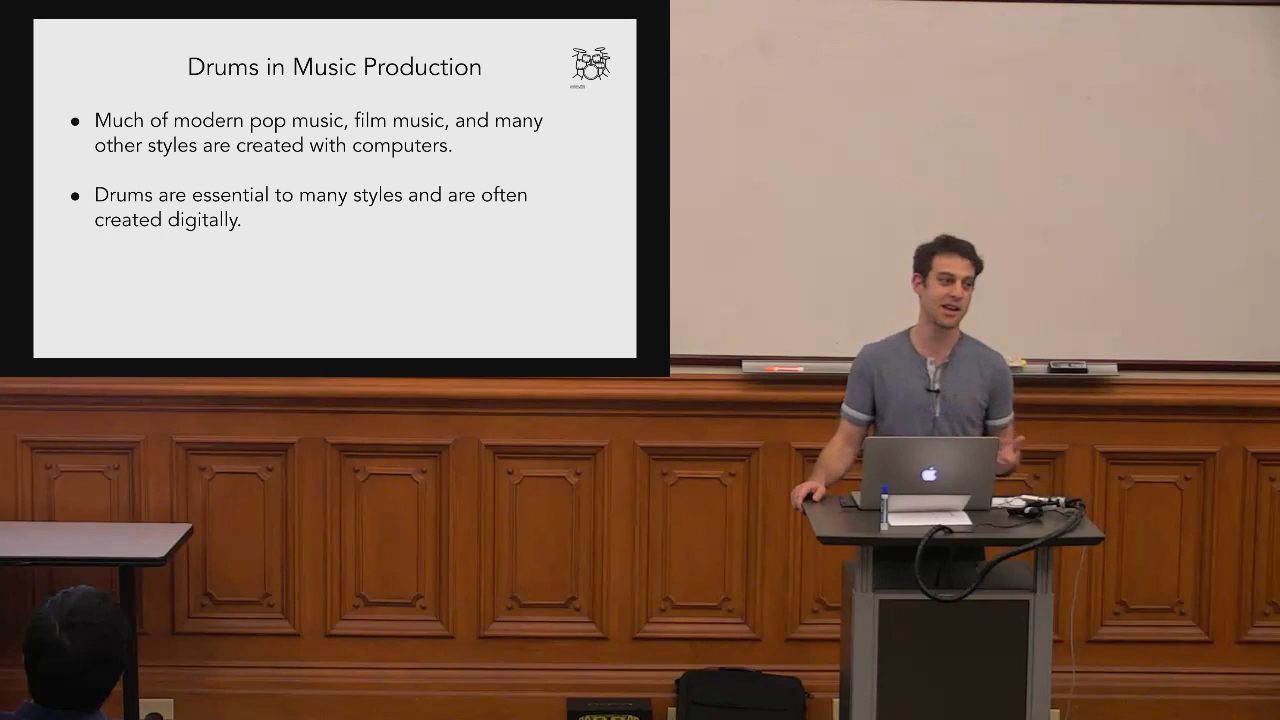 Drums in Music Production
● Much of modern pop music, film music, and many
other styles are created with computers.
● Drums are essential to many styles and are often
created digitally.